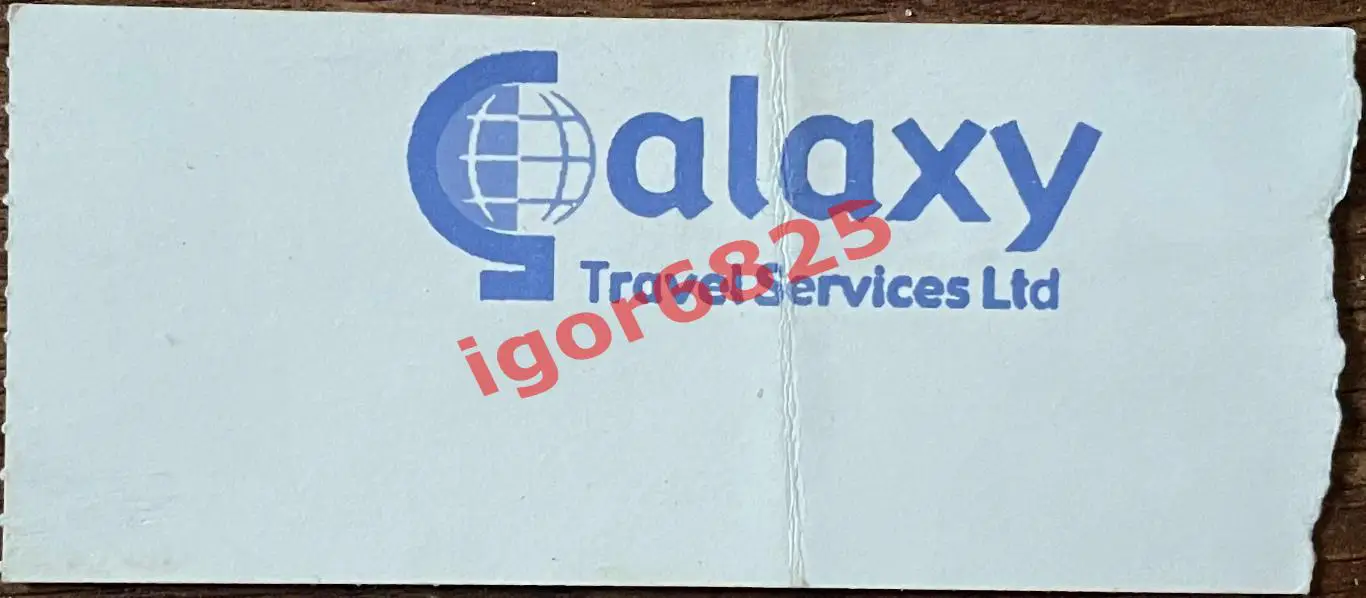 Galaxy
Travel Services Ltd
igor6825